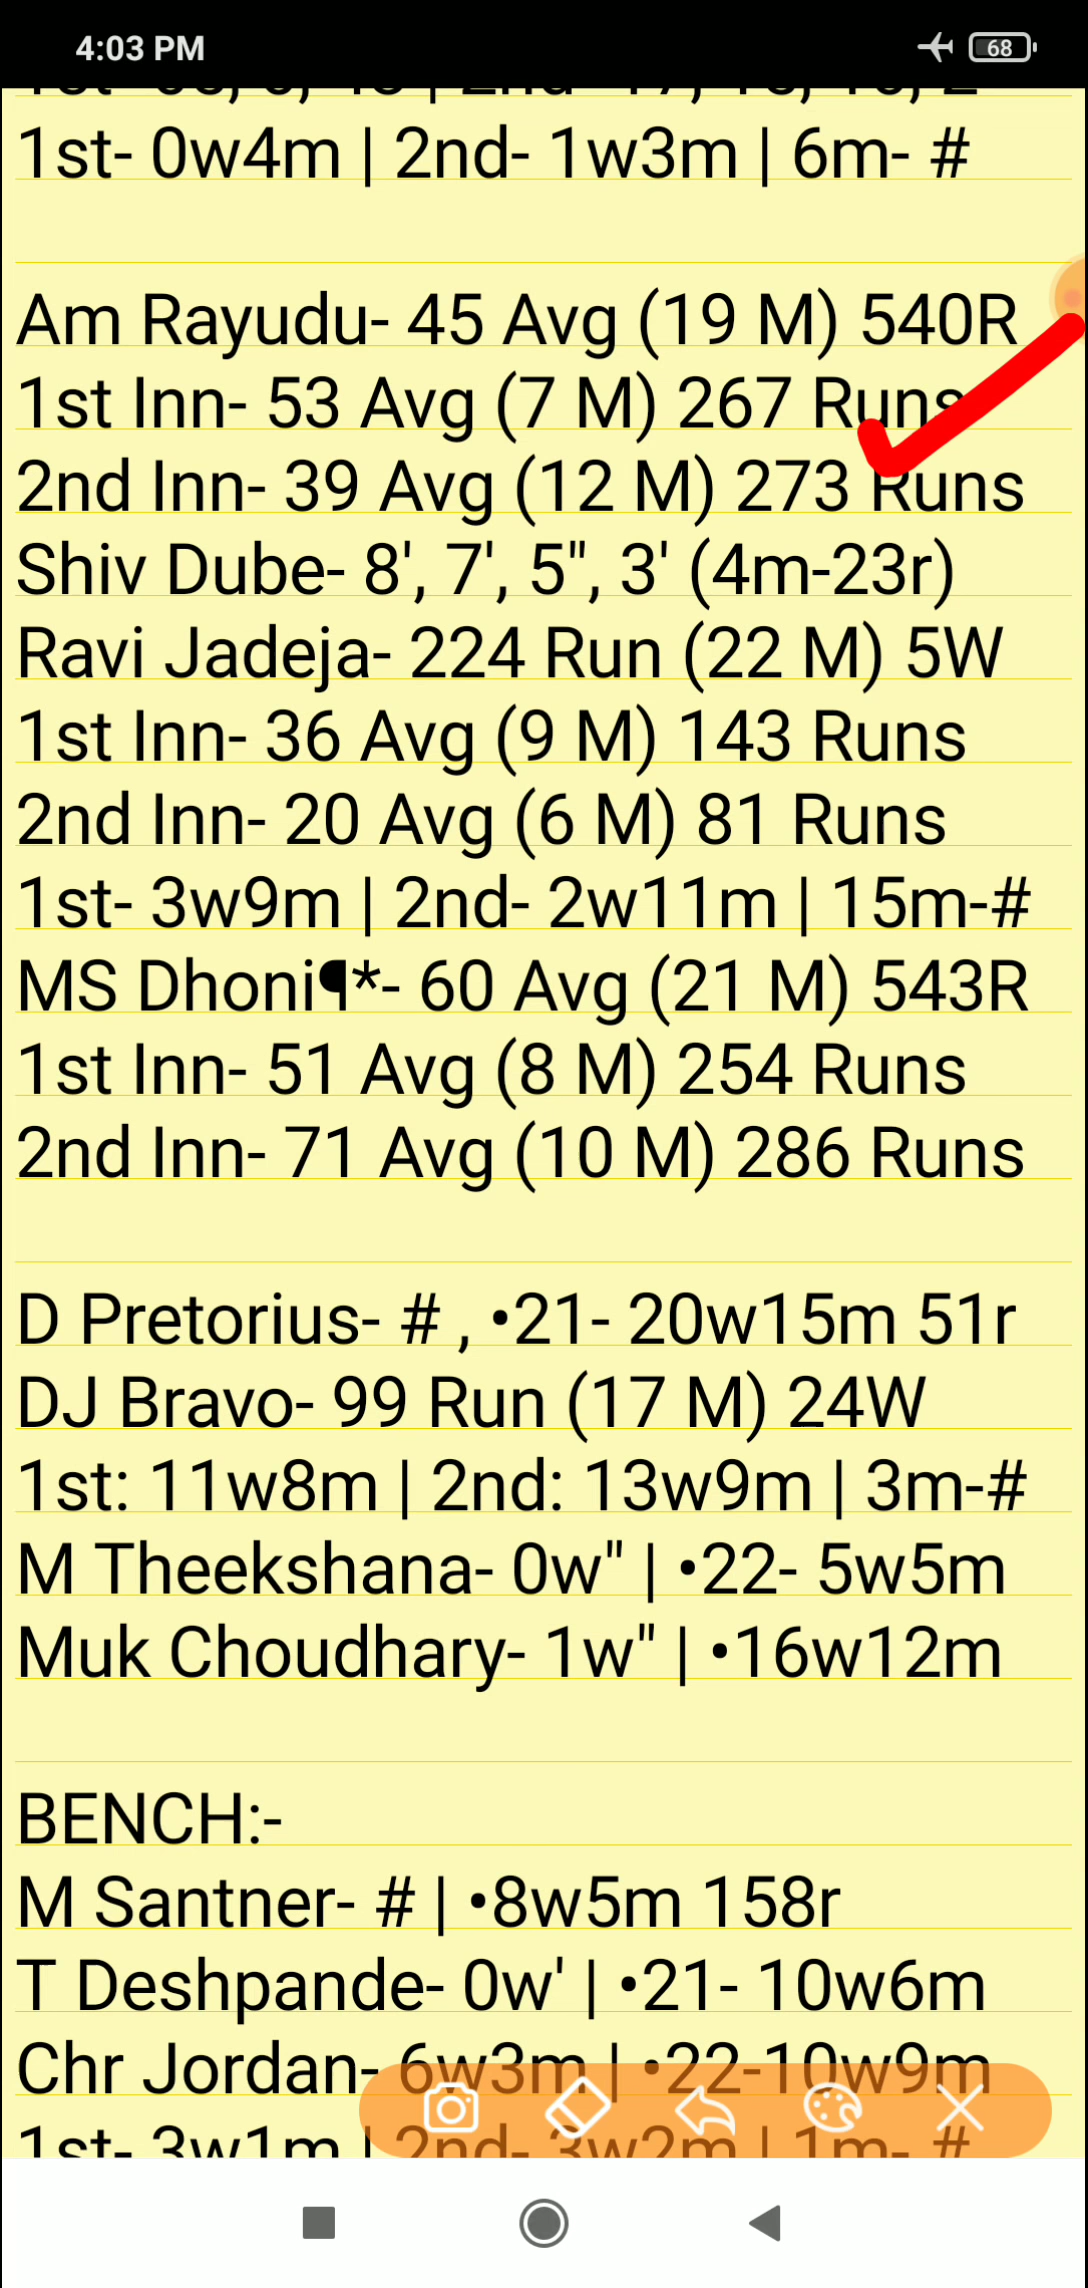 4:03 PM
68
1st- 0w4m | 2nd- 1w3m | 6m- #
Am Rayudu- 45 Avg (19 M) 540R
1st Inn- 53 Avg (7 M) 267 Runs
2nd Inn- 39 Avg (12 M) 273 Runs
Shiv Dube- 8', 7', 5", 3' (4m-23r)
Ravi Jadeja- 224 Run (22 M) 5W
1st Inn- 36 Avg (9 M) 143 Runs
2nd Inn- 20 Avg (6 M) 81 Runs
1st- 3w9m | 2nd- 2w11m | 15m-#
MS Dhoni¶*- 60 Avg (21 M) 543R
1st Inn- 51 Avg (8 M) 254 Runs
2nd Inn- 71 Avg (10 M) 286 Runs
D Pretorius- # , •21- 20w15m 51r
DJ Bravo- 99 Run (17 M) 24W
1st: 11w8m | 2nd: 13w9m | 3m-#
M Theekshana- 0w" | •22- 5w5m
Muk Choudhary- 1w" | •16w12m
BENCH:-
M Santner- # | •8w5m 158r
T Deshpande- 0w' | •21- 10w6m
Chr Jordan- 6w3m | •22-10w9m
1st- 3w1m | 2nd- 3w2m | 1m- #